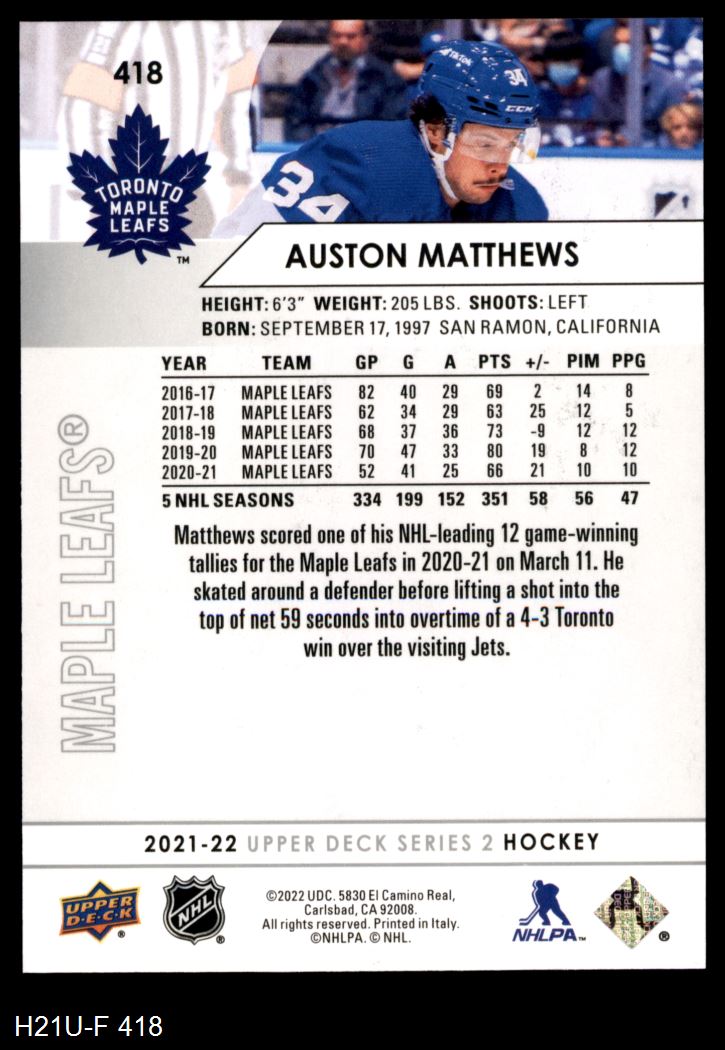 418
TikTok
34
CCM
34
TORONTO
MAPLE
LEAFS
™
AUSTON MATTHEWS
HEIGHT: 6'3" WEIGHT: 205 LBS. SHOOTS: LEFT
BORN: SEPTEMBER 17, 1997 SAN RAMON, CALIFORNIA
YEAR TEAM GP G A PTS +/- PIM PPG
2016-17 MAPLE LEAFS 82 40 29 69 2 14 8
2017-18 MAPLE LEAFS 62 34 29 63 25 12 5
2018-19 MAPLE LEAFS 68 37 36 73 -9 12 12
2019-20 MAPLE LEAFS 70 47 33 80 19 8 12
2020-21 MAPLE LEAFS 52 41 25 66 21 10 10
5 NHL SEASONS 334 199 152 351 58 56 47
MAPLE LEAFS®
Matthews scored one of his NHL-leading 12 game-winning
tallies for the Maple Leafs in 2020-21 on March 11. He
skated around a defender before lifting a shot into the
top of net 59 seconds into overtime of a 4-3 Toronto
win over the visiting Jets.
2021-22 UPPER DECK SERIES 2 HOCKEY
UPPER
D·E·C·K
®
NHL
®
©2022 UDC. 5830 El Camino Real,
Carlsbad, CA 92008.
All rights reserved. Printed in Italy.
©NHLPA. © NHL.
NHLPA™
®
H21U-F 418